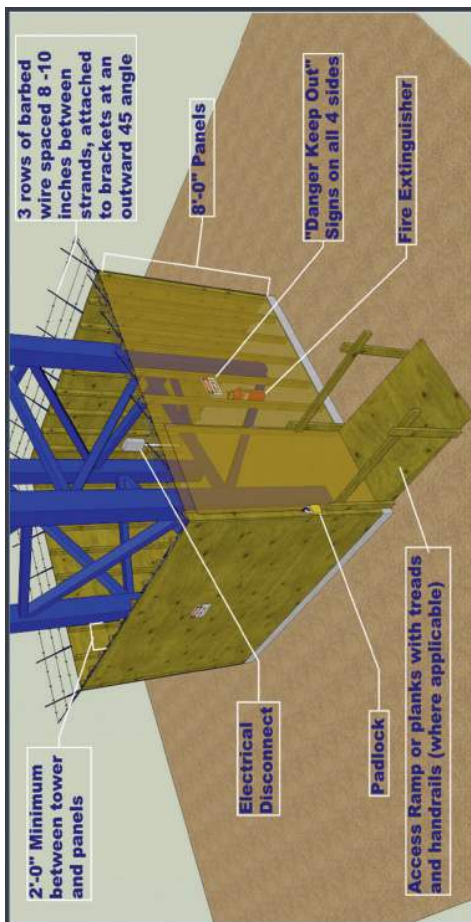 2'-0" Minimum
between tower
and panels
3 rows of barbed
wire spaced 8 -10
inches between
strands, attached
to brackets at an
outward 45 angle
8'-0" Panels
Electrical
Disconnect
"Danger Keep Out"
Signs on all 4 sides
Padlock
Fire Extinguisher
Access Ramp or planks with treads
and handrails (where applicable)